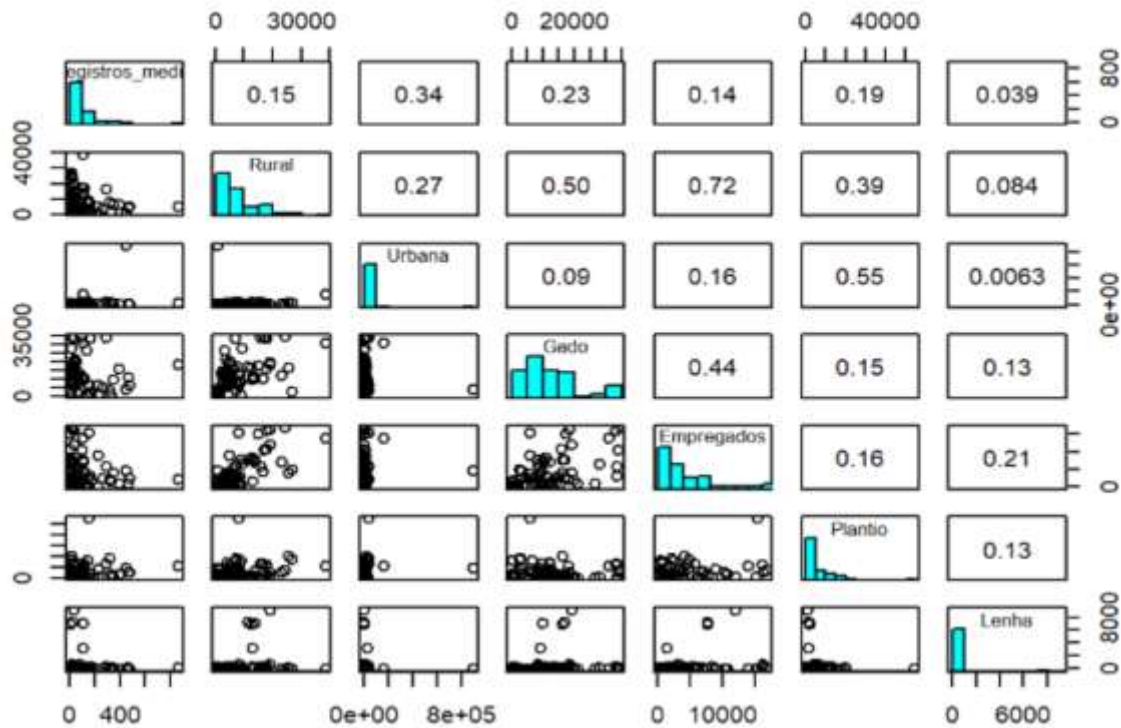 0 30000 0 20000 0 40000
egistros_medi 0.15 0.34 0.23 0.14 0.19 0.039 0 800
0 40000 Rural 0.27 0.50 0.72 0.39 0.084
Urbana 0.09 0.16 0.55 0.0063 0e+00
0 35000 Gado 0.44 0.15 0.13
Empregados 0.16 0.21 0
0 Plantio 0.13
Lenha 0 80000
0 400 0e+00 8e+05 0 10000 0 6000